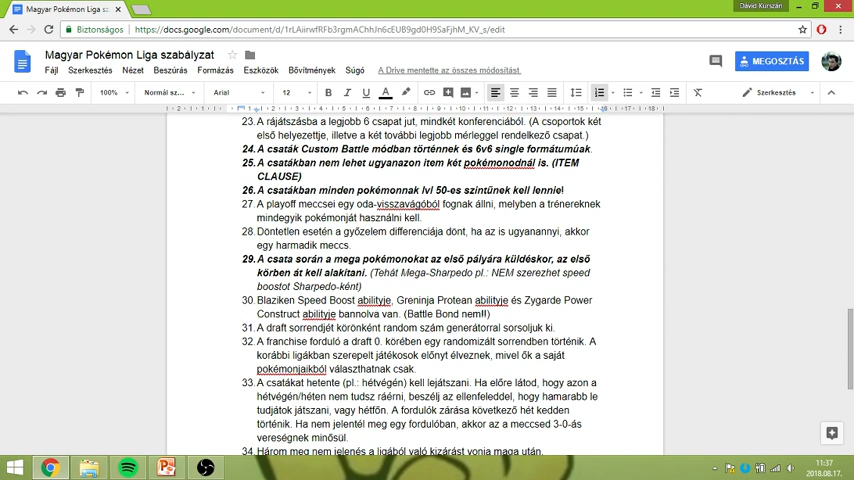 Magyar Pokémon Liga szabályzat
Dávid Kurszán
Biztonságos
https://docs.google.com/document/d/1rLAiirwfRFb3rgmAChhJn6cEUB9gd0H9SaFjhM_KV_s/edit
Magyar Pokémon Liga szabályzat
Fájl Szerkesztés Nézet Beszúrás Formázás Eszközök Bővítmények Súgó A Drive mentette az összes módosítást.
MEGOSZTÁS
100% Normál sz... Arial 12 B I U A Szerkesztés
23. A rájátszásba a legjobb 6 csapat jut, mindkét konferenciából. (A csoportok két
első helyezettje, illetve a két további legjobb mérleggel rendelkező csapat.)
24. A csaták Custom Battle módban történnek és 6v6 single formátumúak.
25. A csatákban nem lehet ugyanazon item két pokémonodnál is. (ITEM
CLAUSE)
26. A csatákban minden pokémonnak lvl 50-es szintűnek kell lennie!
27. A playoff meccsei egy oda-visszavágóból fognak állni, melyben a trénereknek
mindegyik pokémonját használni kell.
28. Döntetlen esetén a győzelem differenciája dönt, ha az is ugyanannyi, akkor
egy harmadik meccs.
29. A csata során a mega pokémonokat az első pályára küldéskor, az első
körben át kell alakítani. (Tehát Mega-Sharpedo pl.: NEM szerezhet speed
boostot Sharpedo-ként)
30. Blaziken Speed Boost abilityje, Greninja Protean abilityje és Zygarde Power
Construct abilityje bannolva van. (Battle Bond nem!!)
31. A draft sorrendjét körönként random szám generátorral sorsoljuk ki.
32. A franchise forduló a draft 0. körében egy randomizált sorrendben történik. A
korábbi ligákban szerepelt játékosok előnyt élveznek, mivel ők a saját
pokémonjaikból választhatnak csak.
33. A csatákat hetente (pl.: hétvégén) kell lejátszani. Ha előre látod, hogy azon a
hétvégén/héten nem tudsz ráérni, beszélj az ellenfeleddel, hogy hamarabb le
tudjátok játszani, vagy hétfőn. A fordulók zárása következő hét kedden
történik. Ha nem jelentél meg egy fordulóban, akkor az a meccsed 3-0-ás
vereségnek minősül.
34. Három meg nem jelenés a ligából való kizárást vonja maga után.
11:37
2018.08.17.